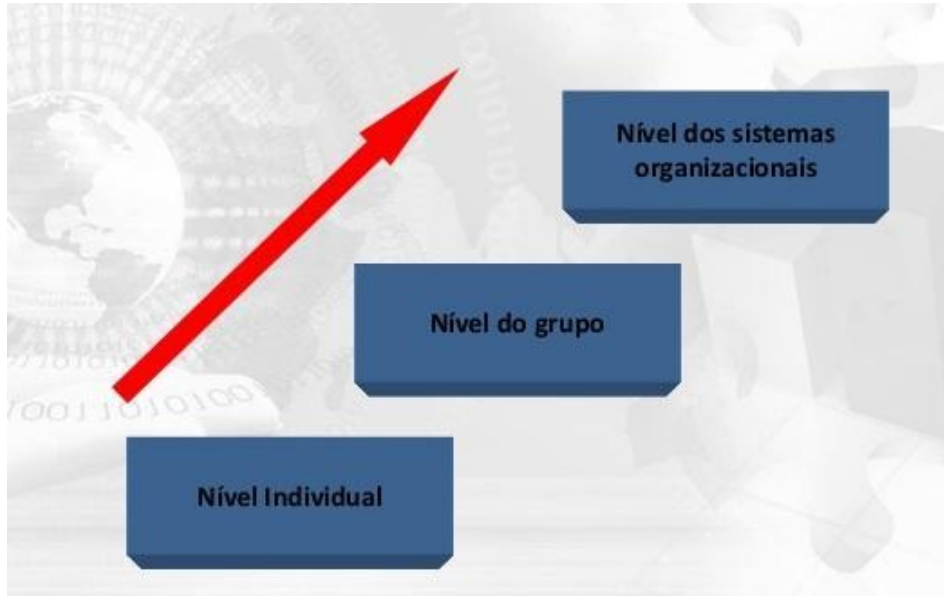 Nível dos sistemas
organizacionais
Nível do grupo
Nível Individual